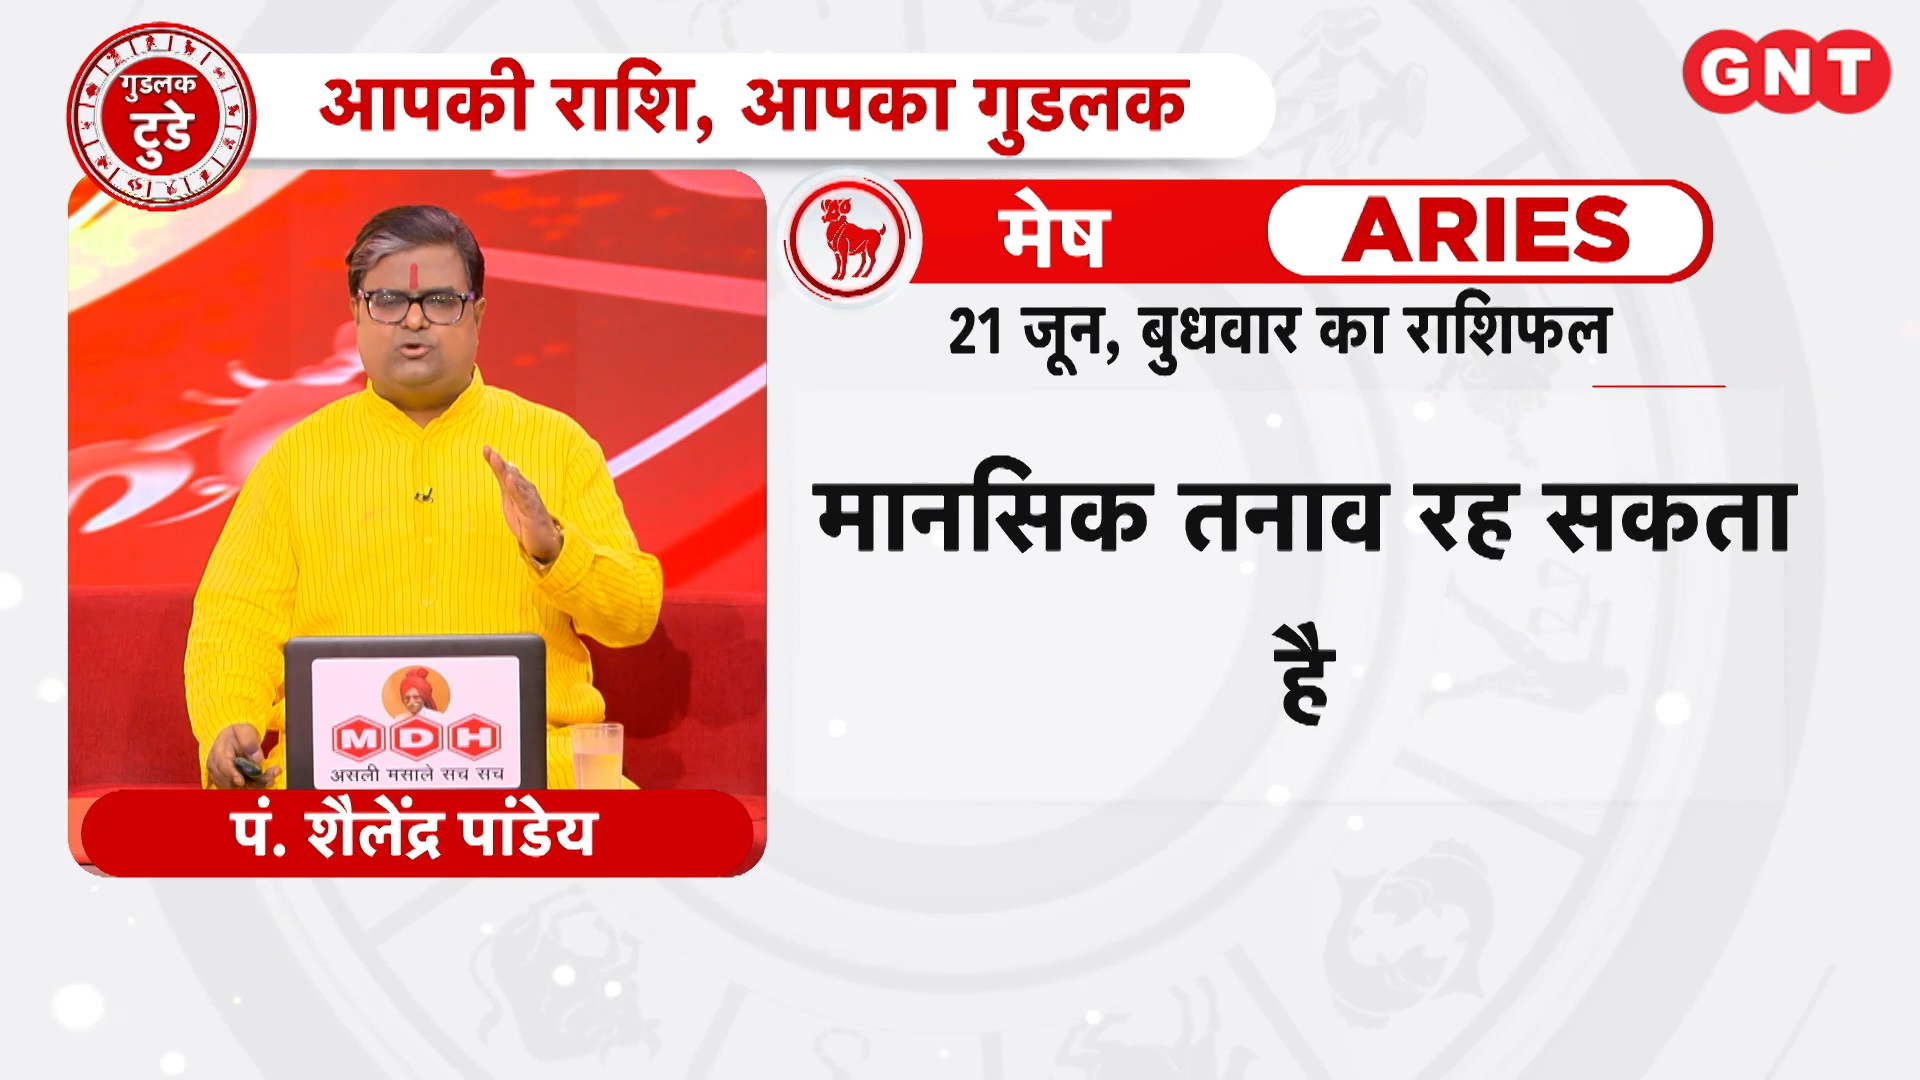 गुडलक
टुडे
आपकी राशि, आपका गुडलक
GNT
मेष
ARIES
21 जून, बुधवार का राशिफल
मानसिक तनाव रह सकता
है
MDH
असली मसाले सच सच
पं. शैलेंद्र पांडेय